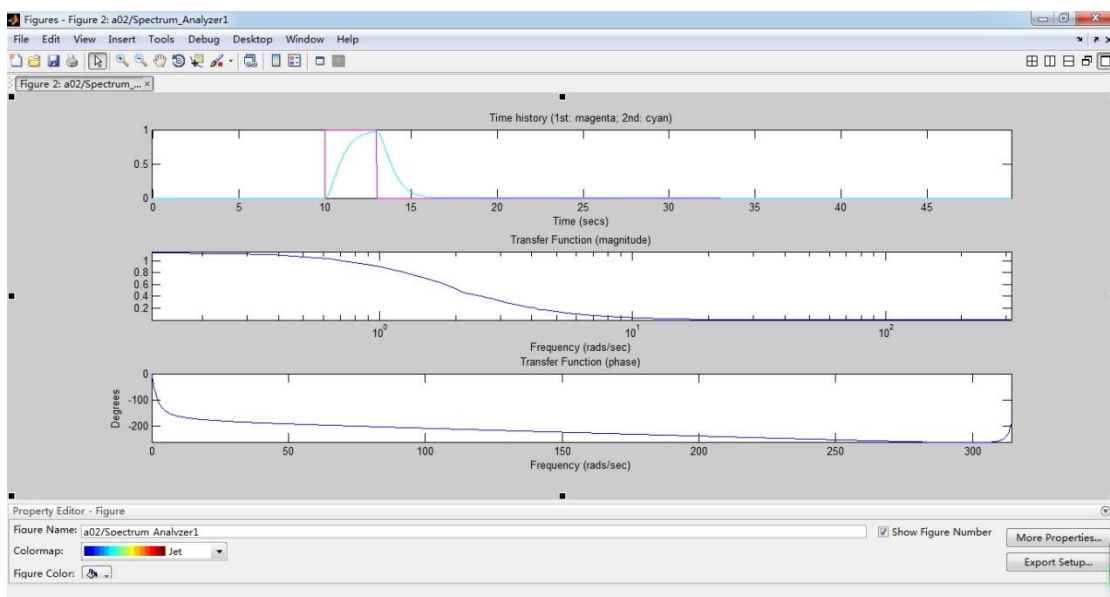 Figures - Figure 2: a02/Spectrum_Analyzer1
File Edit View Insert Tools Debug Desktop Window Help
Figure 2: a02/Spectrum_... ×
Time history (1st: magenta; 2nd: cyan)
1
0.5
0
0 5 10 15 20 25 30 35 40 45
Time (secs)
Transfer Function (magnitude)
1
0.8
0.6
0.4
0.2
10^0 10^1 10^2
Frequency (rads/sec)
Transfer Function (phase)
0
-100
-200
Degrees
0 50 100 150 200 250 300
Frequency (rads/sec)
Property Editor - Figure
Figure Name: a02/Spectrum Analyzer1
Show Figure Number
More Properties...
Colormap: Jet
Export Setup...
Figure Color: